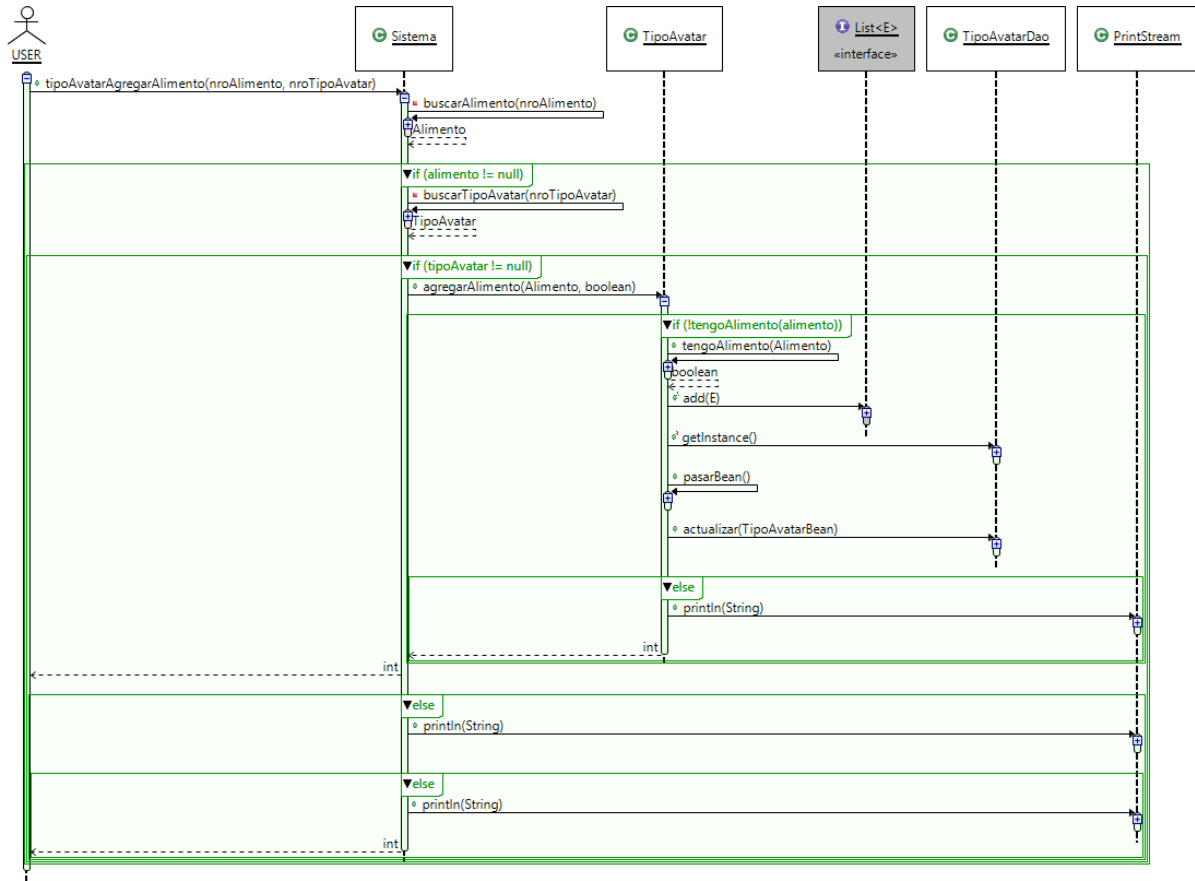 USER
Sistema
TipoAvatar
List<E>
«interface»
TipoAvatarDao
PrintStream
tipoAvatarAgregarAlimento(nroAlimento, nroTipoAvatar)
buscarAlimento(nroAlimento)
Alimento
if (alimento != null)
buscarTipoAvatar(nroTipoAvatar)
TipoAvatar
if (tipoAvatar != null)
agregarAlimento(Alimento, boolean)
if (!tengoAlimento(alimento))
tengoAlimento(Alimento)
boolean
add(E)
getInstance()
pasarBean()
actualizar(TipoAvatarBean)
else
println(String)
int
int
else
println(String)
else
println(String)
int